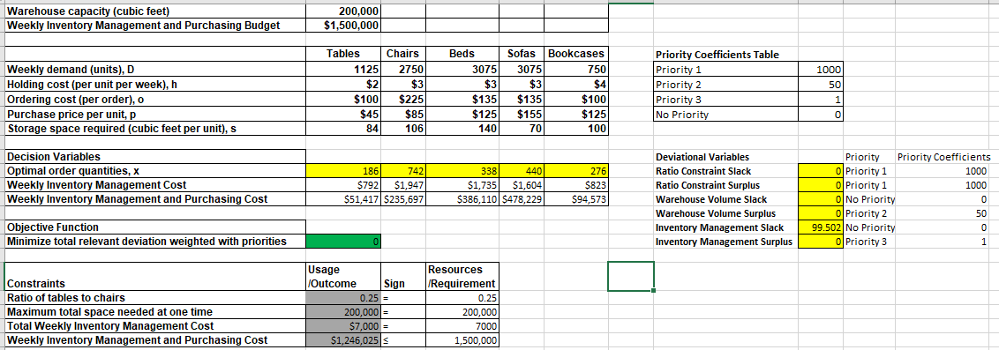 Warehouse capacity (cubic feet) 200,000
Weekly Inventory Management and Purchasing Budget $1,500,000
Tables Chairs Beds Sofas Bookcases
Priority Coefficients Table
Weekly demand (units), D 1125 2750 3075 3075 750 Priority 1 1000
Holding cost (per unit per week), h $2 $3 $3 $3 $4 Priority 2 50
Ordering cost (per order), o $100 $225 $135 $135 $100 Priority 3 1
Purchase price per unit, p $45 $85 $125 $155 $125 No Priority 0
Storage space required (cubic feet per unit), s 84 106 140 70 100
Decision Variables Deviational Variables Priority Priority Coefficients
Optimal order quantities, x 186 742 338 440 276 Ratio Constraint Slack 0 Priority 1 1000
Weekly Inventory Management Cost $792 $1,947 $1,735 $1,604 $823 Ratio Constraint Surplus 0 Priority 1 1000
Weekly Inventory Management and Purchasing Cost $51,417 $235,697 $386,110 $478,229 $94,573 Warehouse Volume Slack 0 No Priority 0
Warehouse Volume Surplus 0 Priority 2 50
Objective Function Inventory Management Slack 99.502 No Priority 0
Minimize total relevant deviation weighted with priorities 0 Inventory Management Surplus 0 Priority 3 1
Usage Resources
Constraints /Outcome Sign /Requirement
Ratio of tables to chairs 0.25 = 0.25
Maximum total space needed at one time 200,000 = 200,000
Total Weekly Inventory Management Cost $7,000 = 7000
Weekly Inventory Management and Purchasing Cost $1,246,025 ≤ 1,500,000